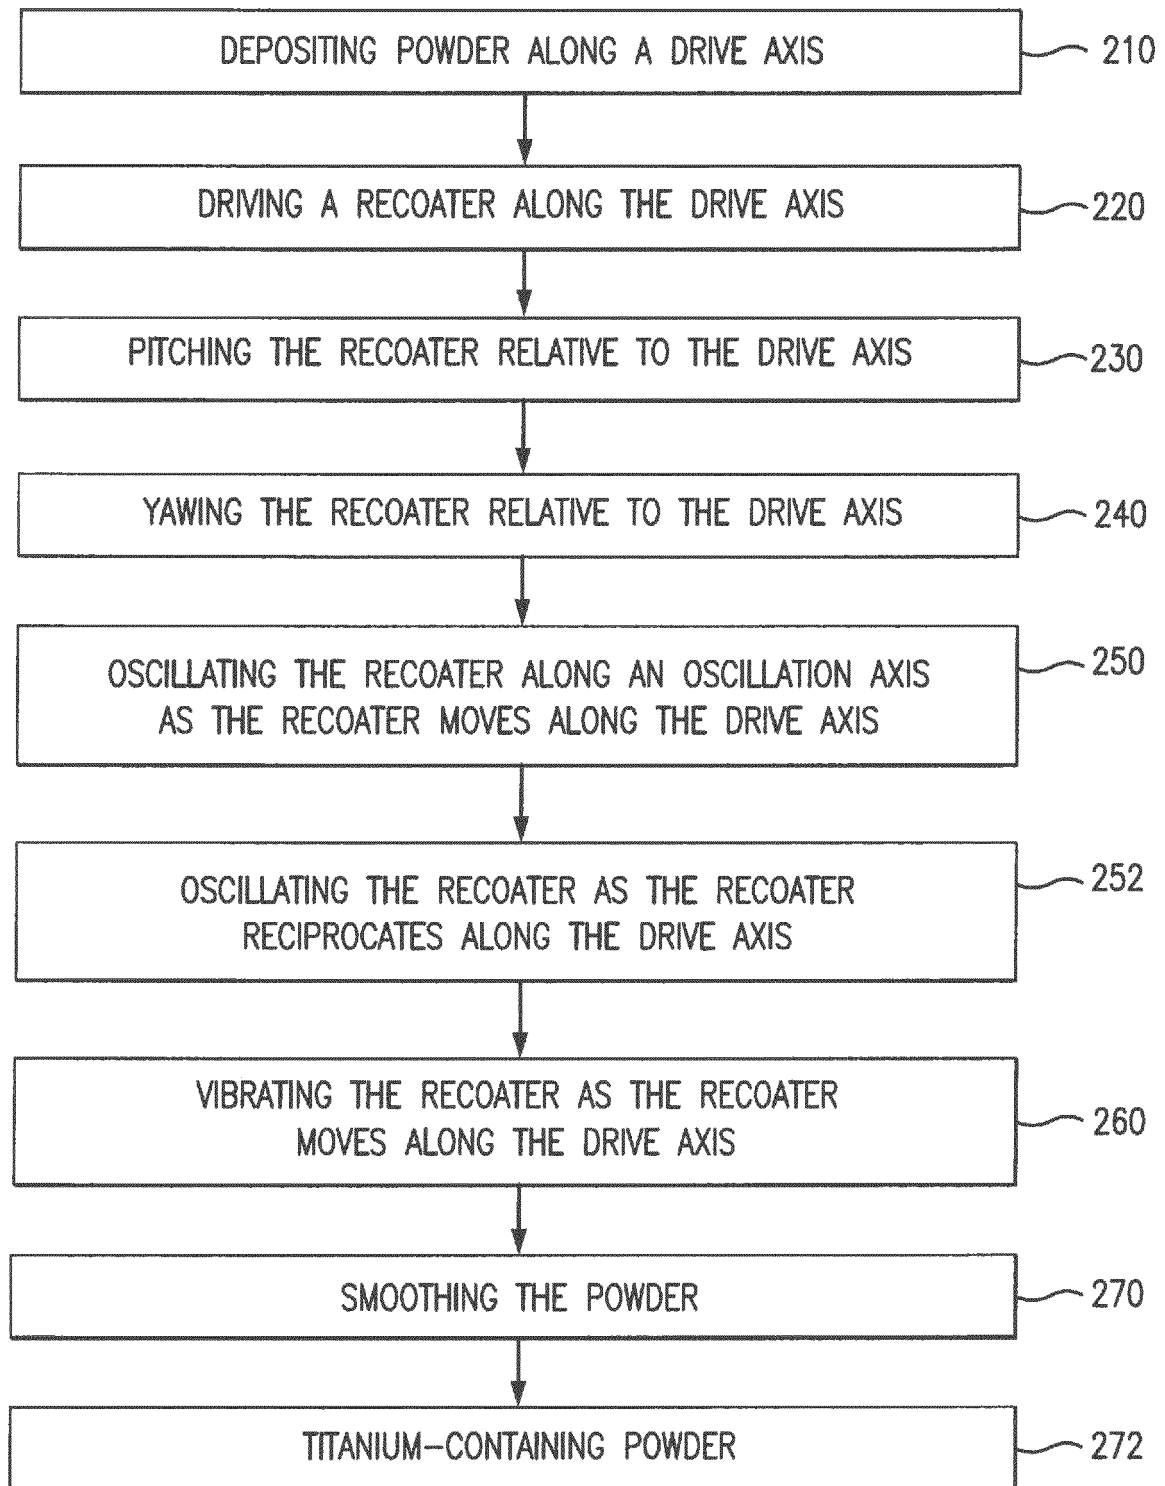 DEPOSITING POWDER ALONG A DRIVE AXIS
210
DRIVING A RECOATER ALONG THE DRIVE AXIS
220
PITCHING THE RECOATER RELATIVE TO THE DRIVE AXIS
230
YAWING THE RECOATER RELATIVE TO THE DRIVE AXIS
240
OSCILLATING THE RECOATER ALONG AN OSCILLATION AXIS
AS THE RECOATER MOVES ALONG THE DRIVE AXIS
250
OSCILLATING THE RECOATER AS THE RECOATER
RECIPROCATES ALONG THE DRIVE AXIS
252
VIBRATING THE RECOATER AS THE RECOATER
MOVES ALONG THE DRIVE AXIS
260
SMOOTHING THE POWDER
270
TITANIUM-CONTAINING POWDER
272